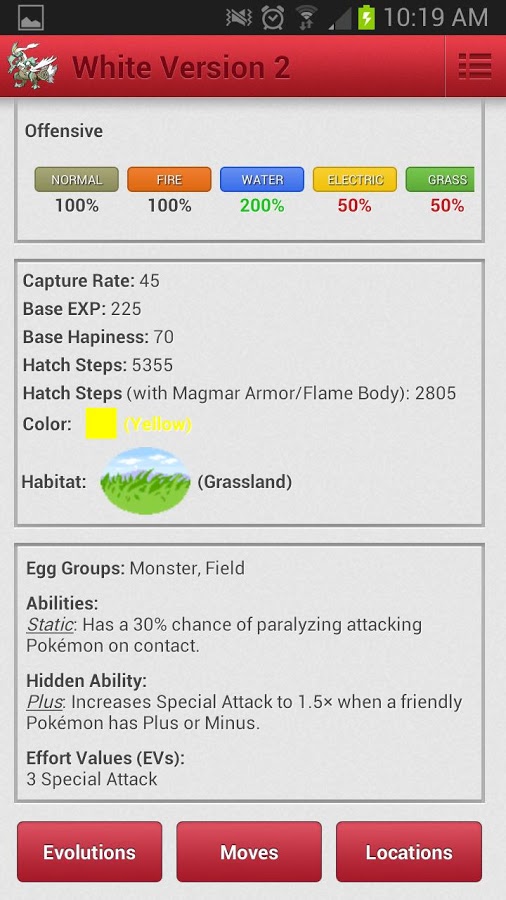 10:19 AM
White Version 2
Offensive
NORMAL FIRE WATER ELECTRIC GRASS
100% 100% 200% 50% 50%
Capture Rate: 45
Base EXP: 225
Base Hapiness: 70
Hatch Steps: 5355
Hatch Steps (with Magmar Armor/Flame Body): 2805
Color: (Yellow)
Habitat: (Grassland)
Egg Groups: Monster, Field
Abilities:
Static: Has a 30% chance of paralyzing attacking
Pokémon on contact.
Hidden Ability:
Plus: Increases Special Attack to 1.5× when a friendly
Pokémon has Plus or Minus.
Effort Values (EVs):
3 Special Attack
Evolutions Moves Locations